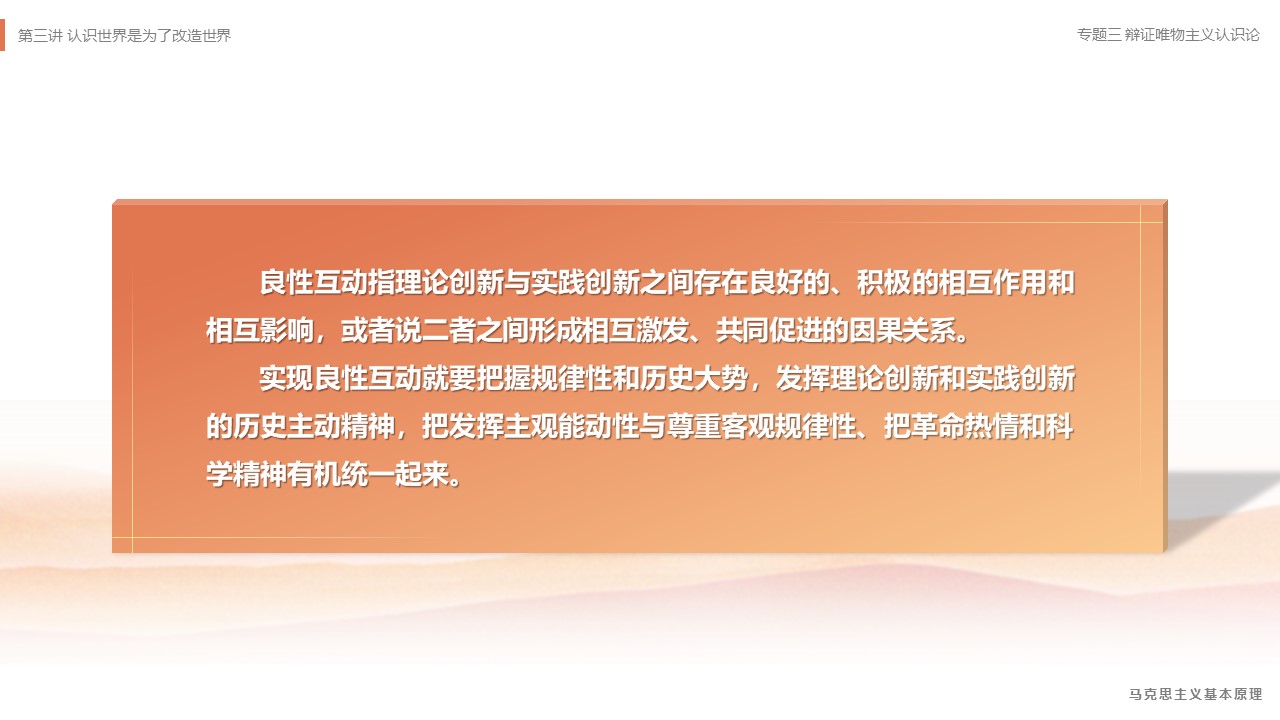 第三讲 认识世界是为了改造世界
专题三 辩证唯物主义认识论
良性互动指理论创新与实践创新之间存在良好的、积极的相互作用和
相互影响，或者说二者之间形成相互激发、共同促进的因果关系。
实现良性互动就要把握规律性和历史大势，发挥理论创新和实践创新
的历史主动精神，把发挥主观能动性与尊重客观规律性、把革命热情和科
学精神有机统一起来。
马克思主义基本原理